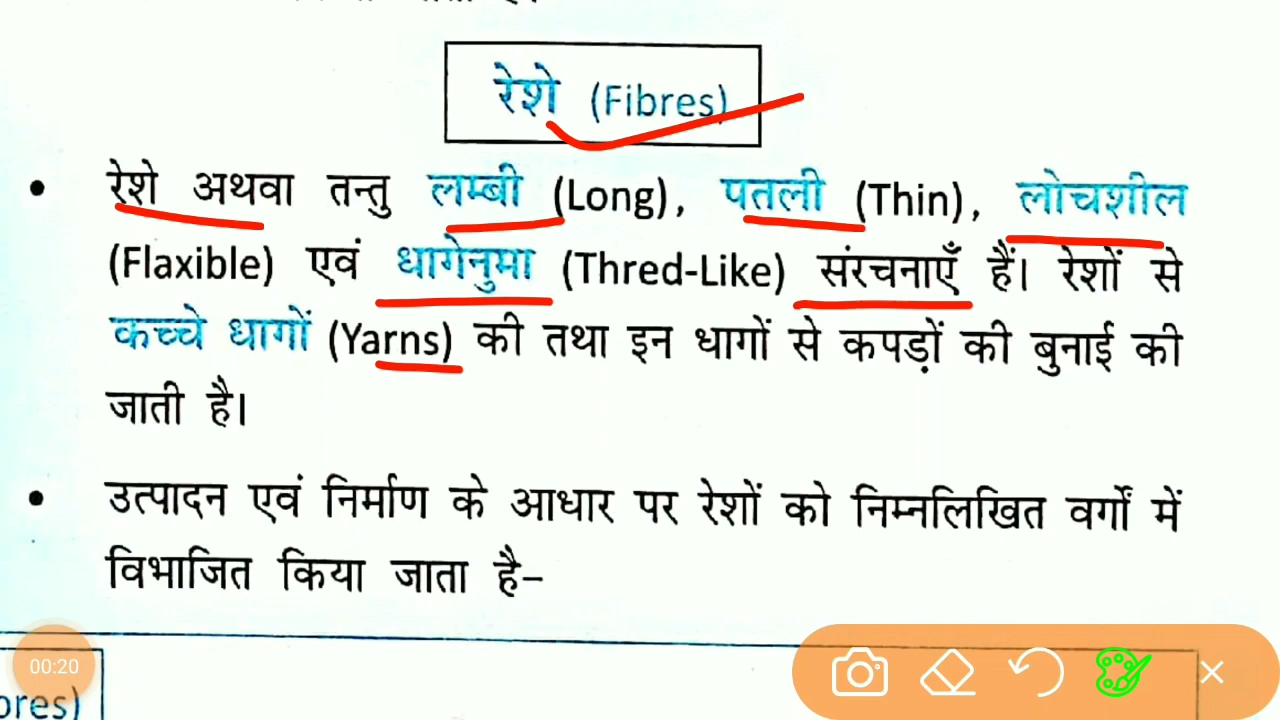 रेशे (Fibres)
• रेशे अथवा तन्तु लम्बी (Long), पतली (Thin), लोचशील
(Flaxible) एवं धागेनुमा (Thred-Like) संरचनाएँ हैं। रेशों से
कच्चे धागों (Yarns) की तथा इन धागों से कपड़ों की बुनाई की
जाती है।
• उत्पादन एवं निर्माण के आधार पर रेशों को निम्नलिखित वर्गों में
विभाजित किया जाता है–
00:20
bres)